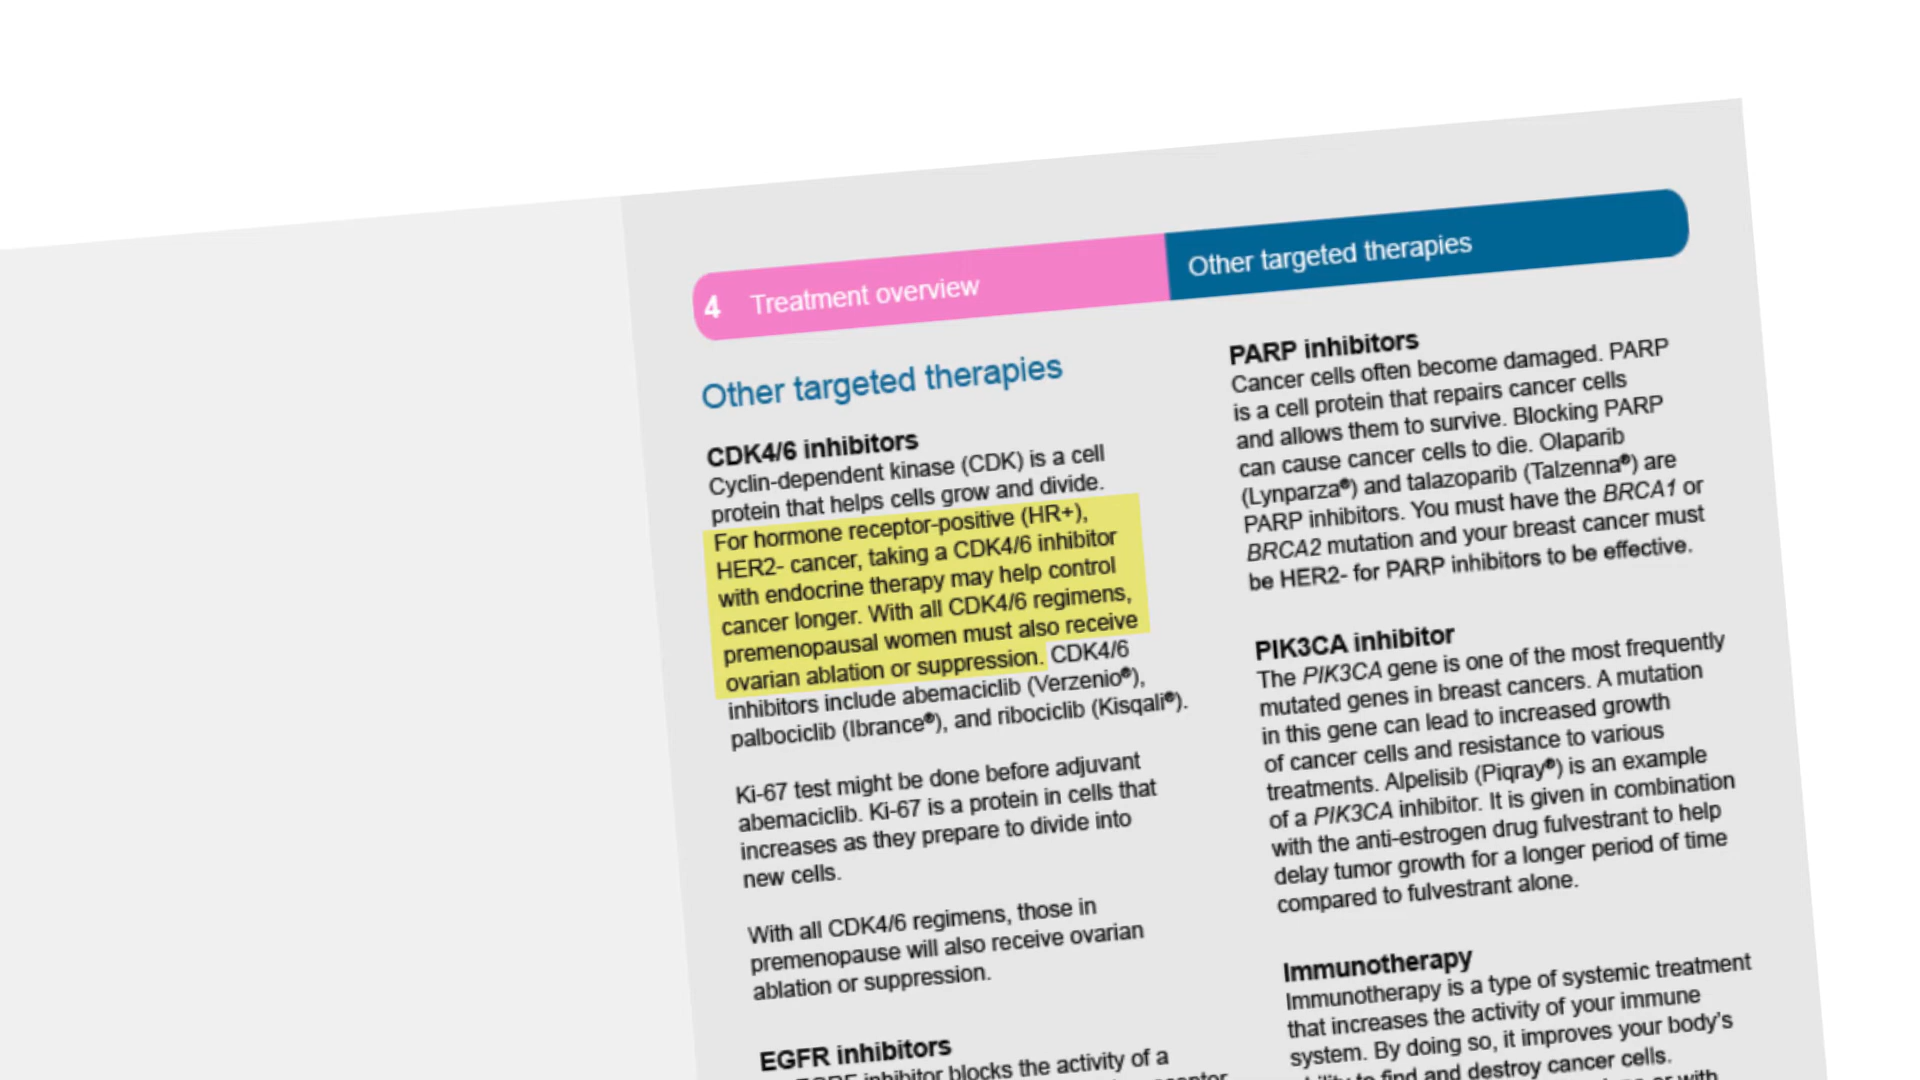 4 Treatment overview
Other targeted therapies
Other targeted therapies
CDK4/6 inhibitors
Cyclin-dependent kinase (CDK) is a cell
protein that helps cells grow and divide.
For hormone receptor-positive (HR+),
HER2- cancer, taking a CDK4/6 inhibitor
with endocrine therapy may help control
cancer longer. With all CDK4/6 regimens,
premenopausal women must also receive
ovarian ablation or suppression. CDK4/6
inhibitors include abemaciclib (Verzenio®),
palbociclib (Ibrance®), and ribociclib (Kisqali®).
Ki-67 test might be done before adjuvant
abemaciclib. Ki-67 is a protein in cells that
increases as they prepare to divide into
new cells.
With all CDK4/6 regimens, those in
premenopause will also receive ovarian
ablation or suppression.
EGFR inhibitors
inhibitor blocks the activity of a
PARP inhibitors
Cancer cells often become damaged. PARP
is a cell protein that repairs cancer cells
and allows them to survive. Blocking PARP
can cause cancer cells to die. Olaparib
(Lynparza®) and talazoparib (Talzenna®) are
PARP inhibitors. You must have the BRCA1 or
BRCA2 mutation and your breast cancer must
be HER2- for PARP inhibitors to be effective.
PIK3CA inhibitor
The PIK3CA gene is one of the most frequently
mutated genes in breast cancers. A mutation
in this gene can lead to increased growth
of cancer cells and resistance to various
treatments. Alpelisib (Piqray®) is an example
of a PIK3CA inhibitor. It is given in combination
with the anti-estrogen drug fulvestrant to help
delay tumor growth for a longer period of time
compared to fulvestrant alone.
Immunotherapy
Immunotherapy is a type of systemic treatment
that increases the activity of your immune
system. By doing so, it improves your body's
to find and destroy cancer cells.